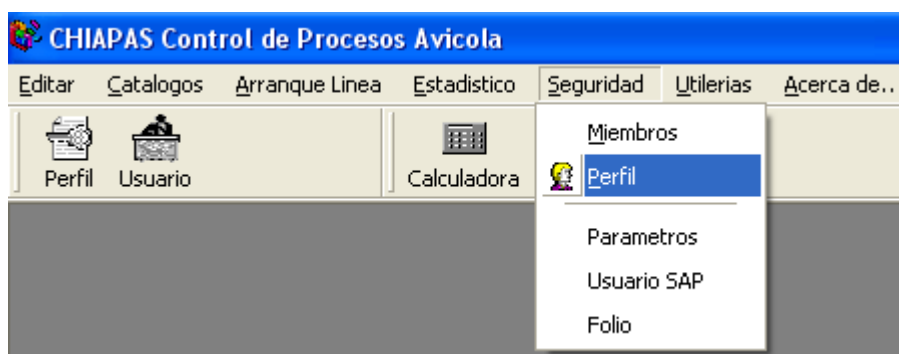 CHIAPAS Control de Procesos Avicola
Editar Catalogos Arranque Linea Estadistico Seguridad Utilerias Acerca de..
Perfil Usuario Calculadora
Miembros
Perfil
Parametros
Usuario SAP
Folio